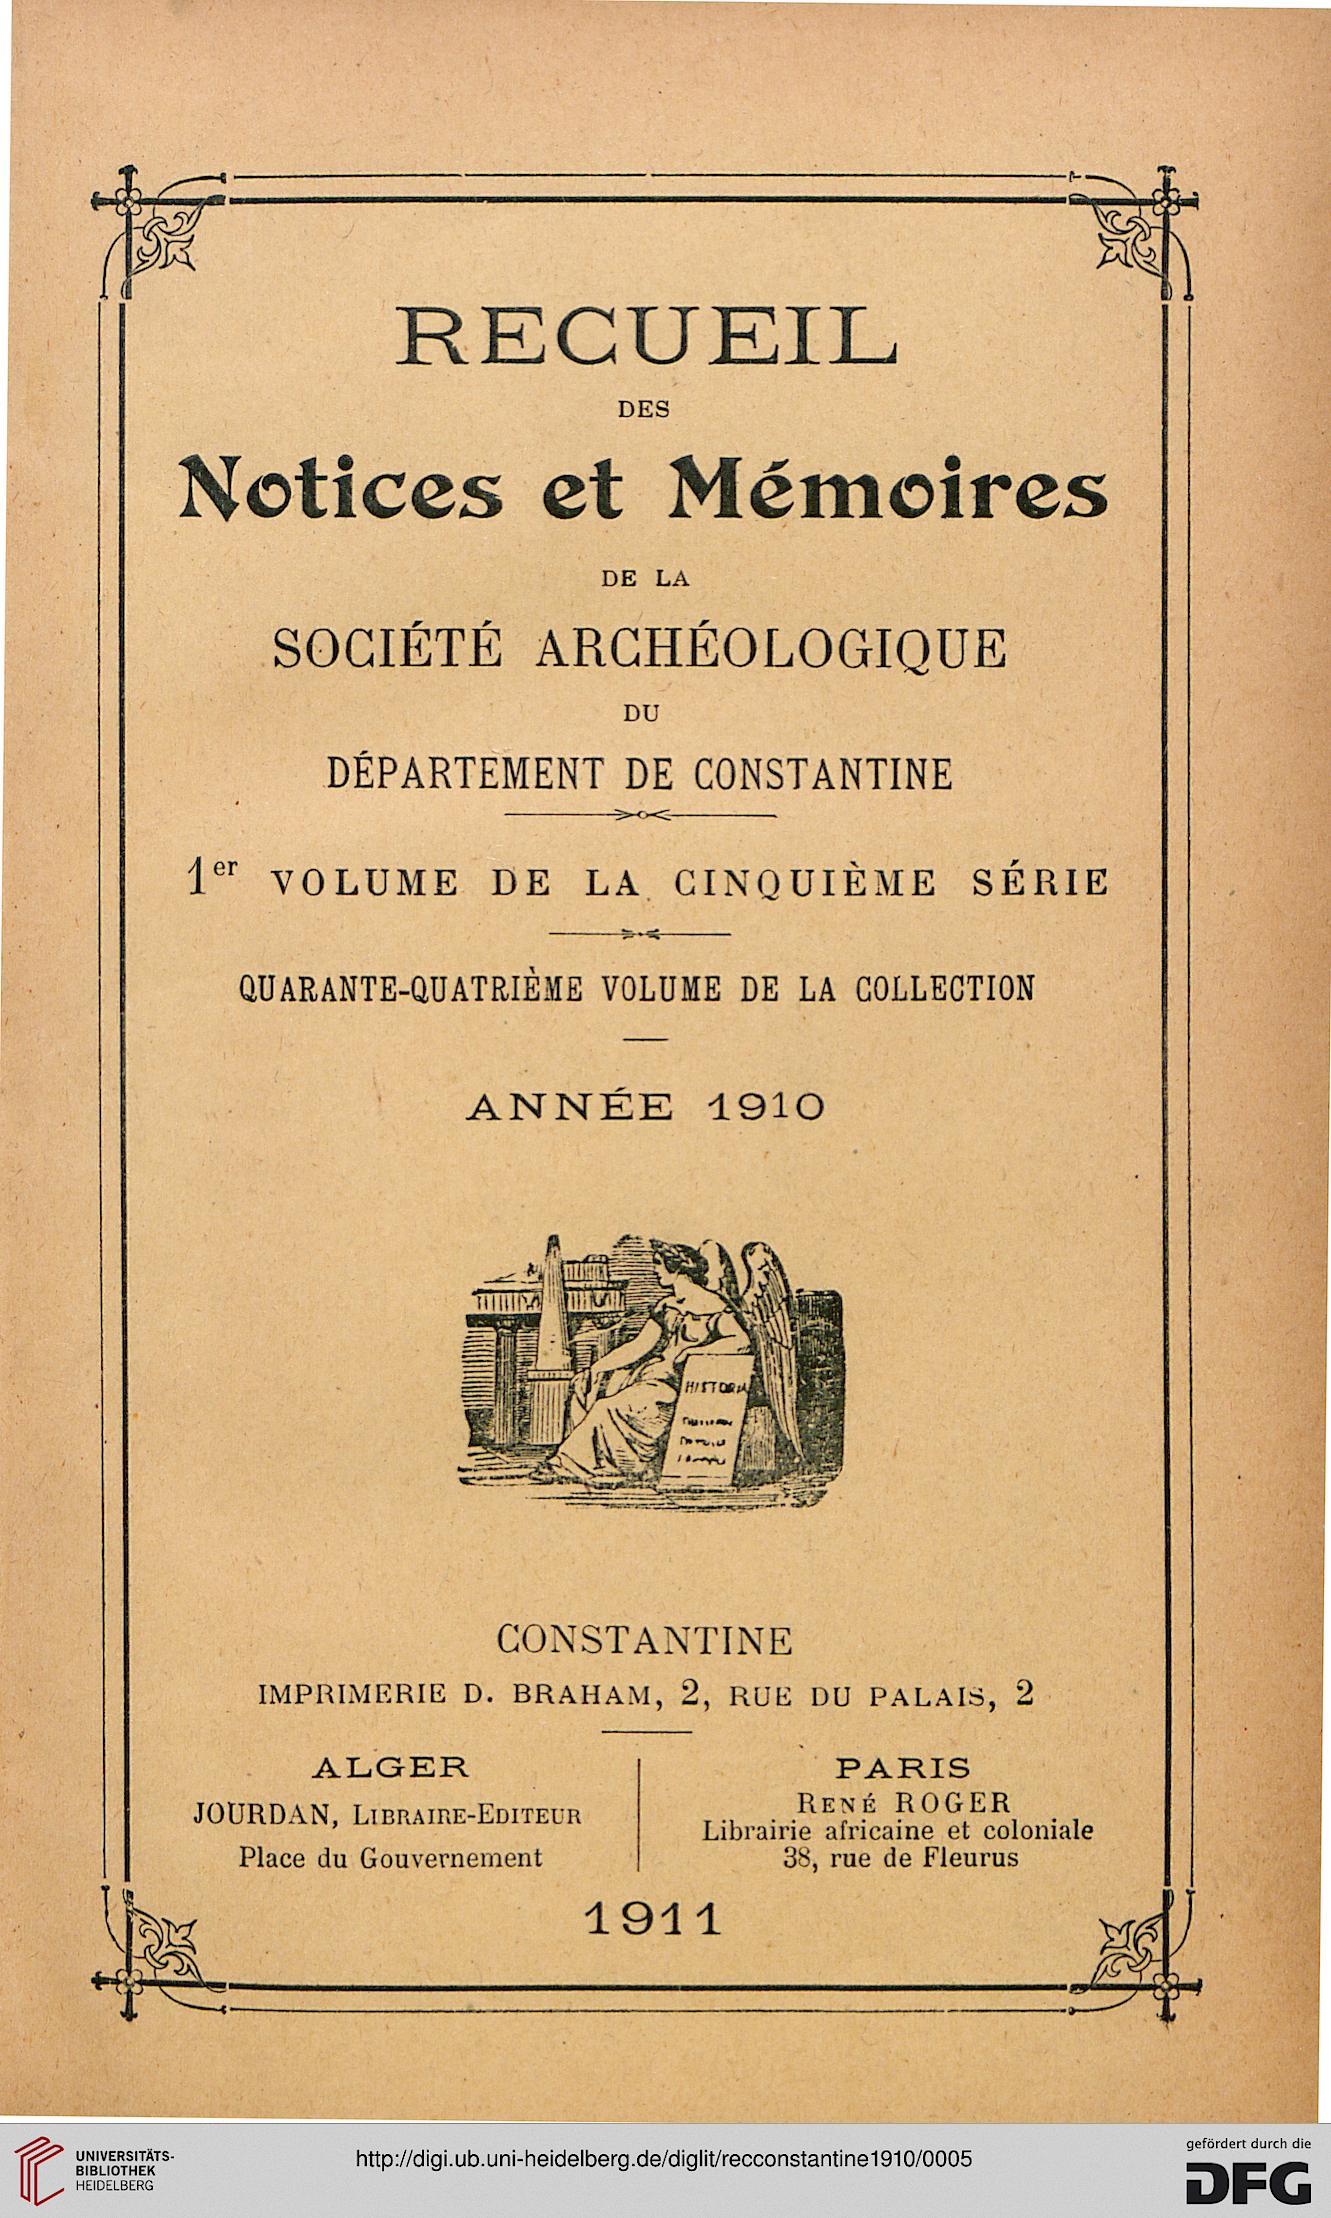 RECUEIL
DES
Notices et Mémoires
DE LA
SOCIÉTÉ ARCHÉOLOGIQUE
DU
DÉPARTEMENT DE CONSTANTINE
1er VOLUME DE LA CINQUIÈME SÉRIE
QUARANTE-QUATRIÈME VOLUME DE LA COLLECTION
ANNÉE 1910
HISTORIA
CONSTANTINE
IMPRIMERIE D. BRAHAM, 2, RUE DU PALAIS, 2
ALGER
JOURDAN, LIBRAIRE-EDITEUR
Place du Gouvernement
PARIS
RENÉ ROGER
Librairie africaine et coloniale
38, rue de Fleurus
1911
UNIVERSITÄTS-
BIBLIOTHEK
HEIDELBERG
http://digi.ub.uni-heidelberg.de/diglit/recconstantine1910/0005
gefördert durch die
DFG